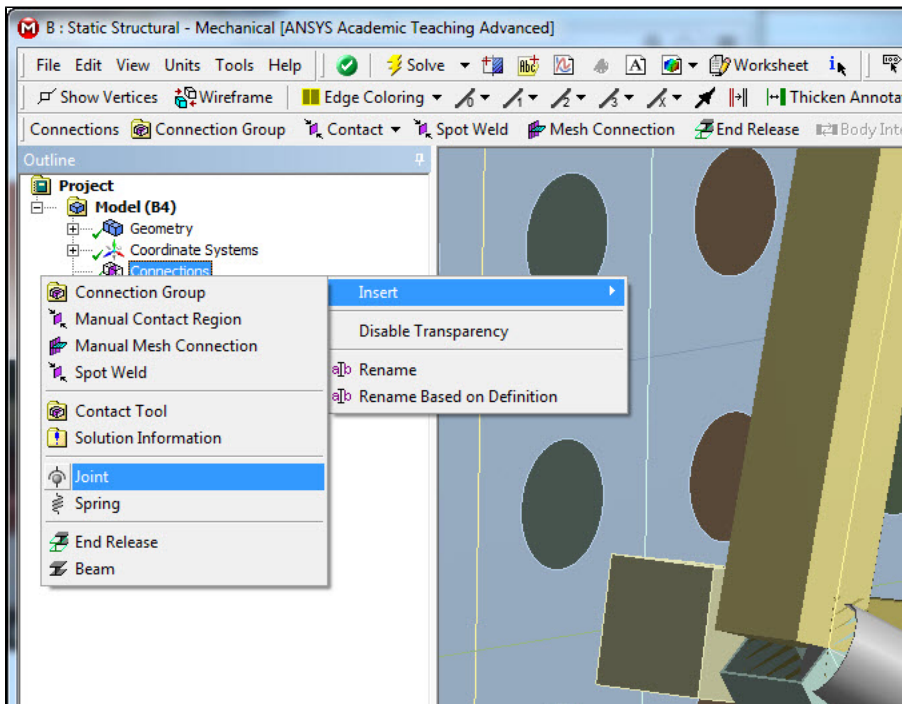 B : Static Structural - Mechanical [ANSYS Academic Teaching Advanced]
File Edit View Units Tools Help Solve Worksheet
Show Vertices Wireframe Edge Coloring Thicken Annota
Connections Connection Group Contact Spot Weld Mesh Connection End Release Body Int
Outline
Project
Model (B4)
Geometry
Coordinate Systems
Connections
Connection Group
Manual Contact Region
Manual Mesh Connection
Spot Weld
Contact Tool
Solution Information
Joint
Spring
End Release
Beam
Insert
Disable Transparency
Rename
Rename Based on Definition